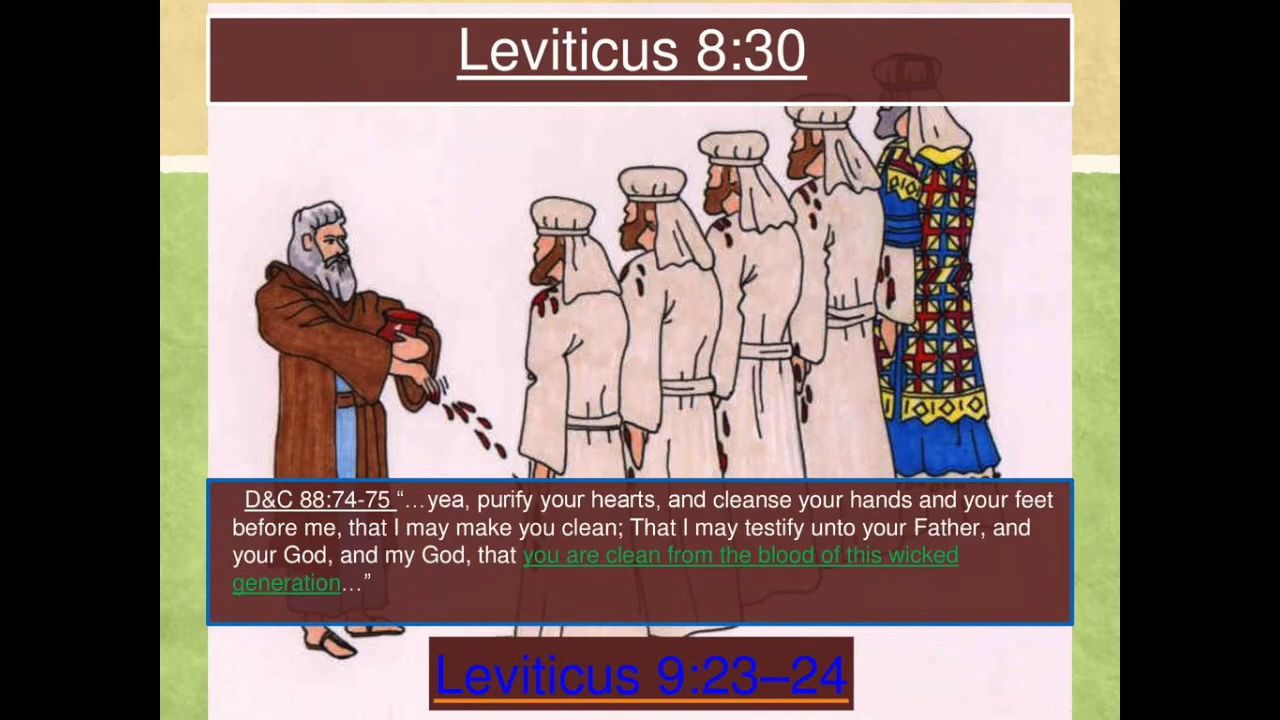 Leviticus 8:30
D&C 88:74-75 “…yea, purify your hearts, and cleanse your hands and your feet
before me, that I may make you clean; That I may testify unto your Father, and
your God, and my God, that you are clean from the blood of this wicked
generation…”
Leviticus 9:23–24